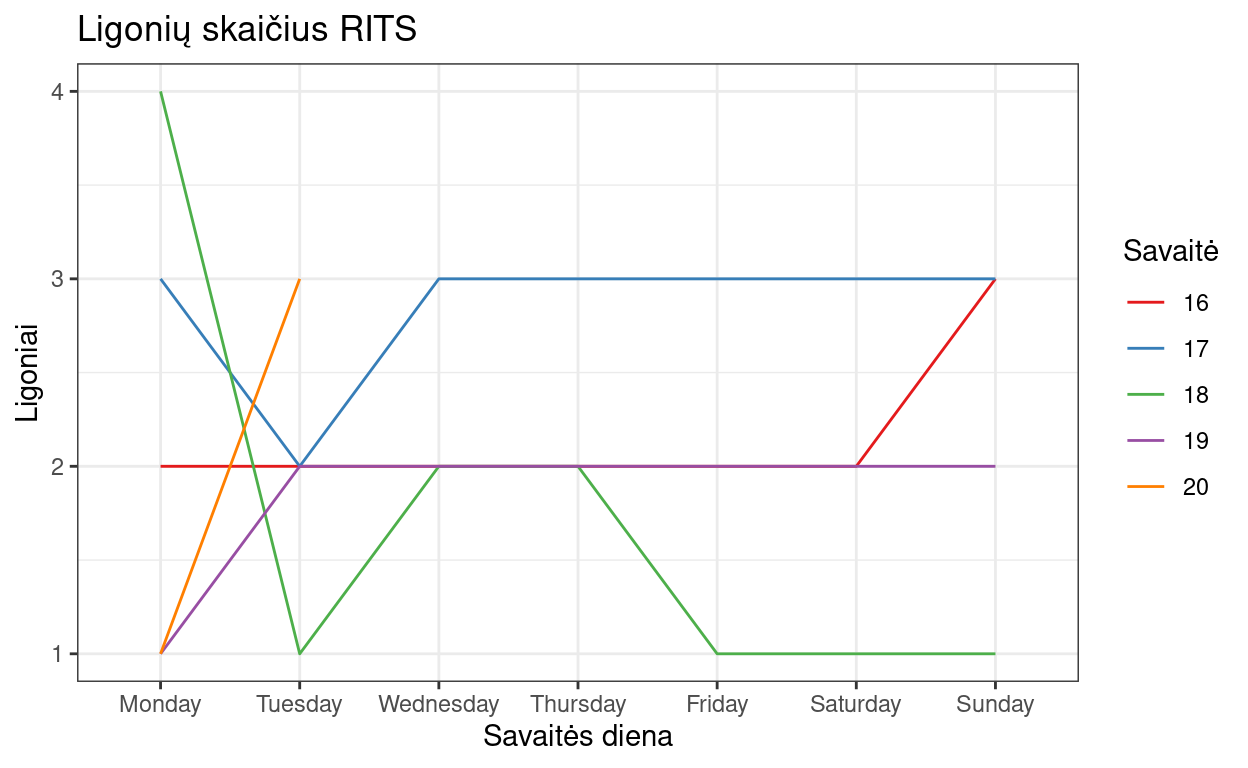 Ligonių skaičius RITS
Ligoniai
4
3
2
1
Monday Tuesday Wednesday Thursday Friday Saturday Sunday
Savaitės diena
Savaitė
16
17
18
19
20